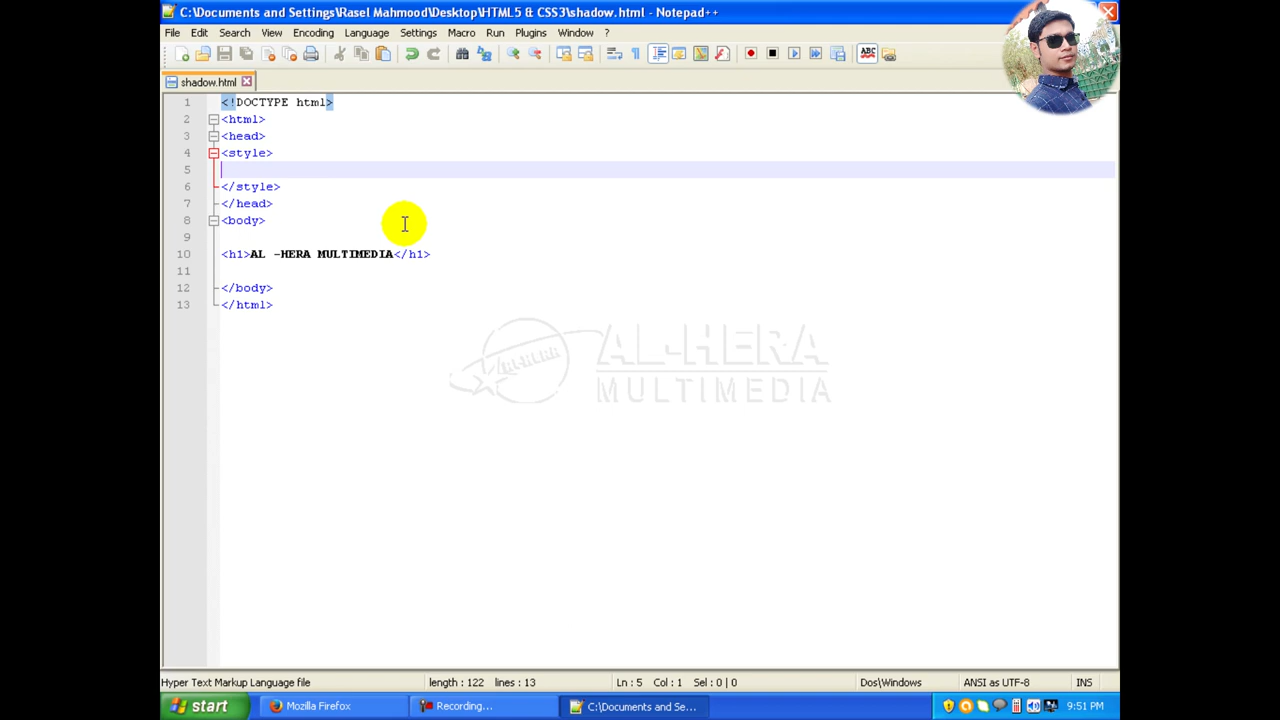 C:\Documents and Settings\Rasel Mahmood\Desktop\HTML5 & CSS3\shadow.html - Notepad++
File Edit Search View Encoding Language Settings Macro Run Plugins Window ?
ABC
shadow.html
1 <!DOCTYPE html>
2 <html>
3 <head>
4 <style>
5
6 </style>
7 </head>
8 <body>
9
10 <h1>AL -HERA MULTIMEDIA</h1>
11
12 </body>
13 </html>
AL-HERA
AL-HERA
MULTIMEDIA
Hyper Text Markup Language file length : 122 lines : 13 Ln : 5 Col : 1 Sel : 0 | 0 Dos\Windows ANSI as UTF-8 INS
start Mozilla Firefox Recording... C:\Documents and Se... 9:51 PM